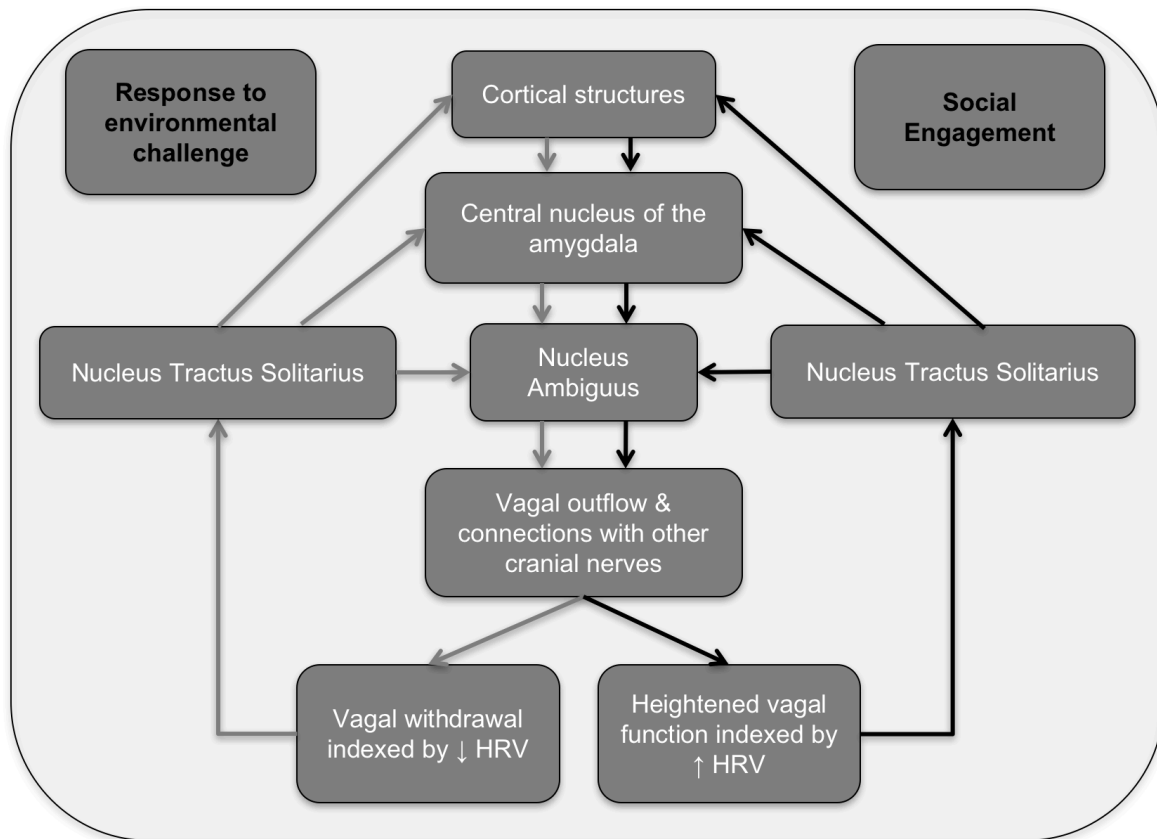 Response to
environmental
challenge
Cortical structures
Social
Engagement
Central nucleus of the
amygdala
Nucleus Tractus Solitarius
Nucleus
Ambiguus
Nucleus Tractus Solitarius
Vagal outflow &
connections with other
cranial nerves
Vagal withdrawal
indexed by ↓ HRV
Heightened vagal
function indexed by
↑ HRV